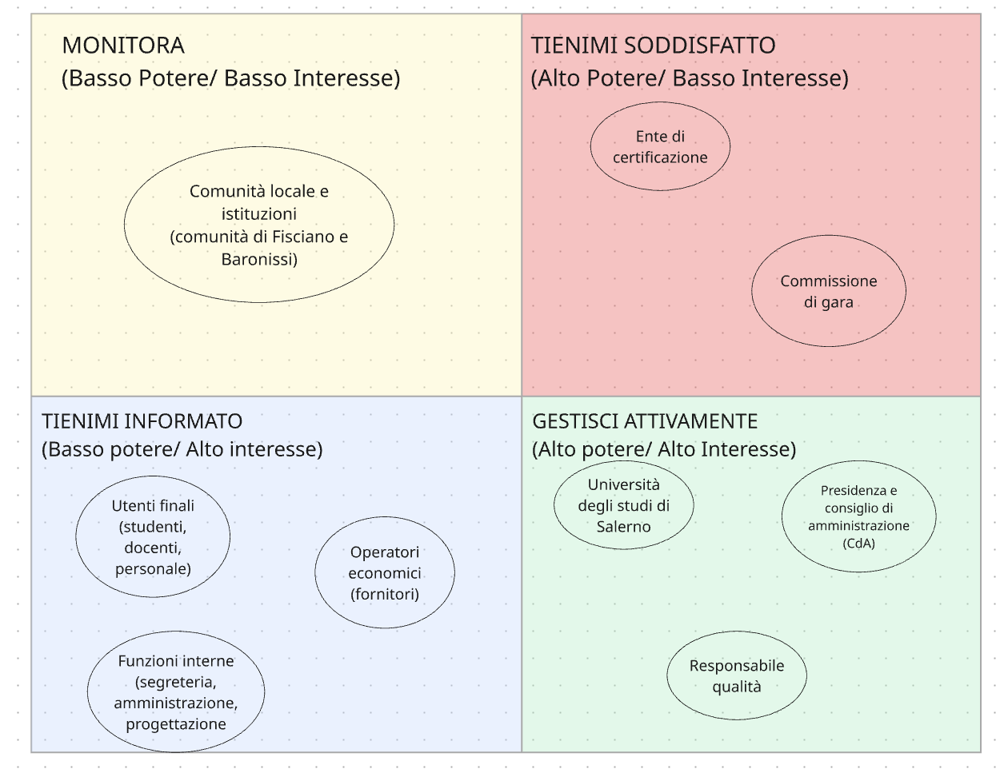 MONITORA
(Basso Potere/ Basso Interesse)
Comunità locale e
istituzioni
(comunità di Fisciano e
Baronissi)
TIENIMI SODDISFATTO
(Alto Potere/ Basso Interesse)
Ente di
certificazione
Commissione
di gara
TIENIMI INFORMATO
(Basso potere/ Alto interesse)
Utenti finali
(studenti,
docenti,
personale)
Operatori
economici
(fornitori)
Funzioni interne
(segreteria,
amministrazione,
progettazione
GESTISCI ATTIVAMENTE
(Alto potere/ Alto Interesse)
Università
degli studi di
Salerno
Presidenza e
consiglio di
amministrazione
(CdA)
Responsabile
qualità